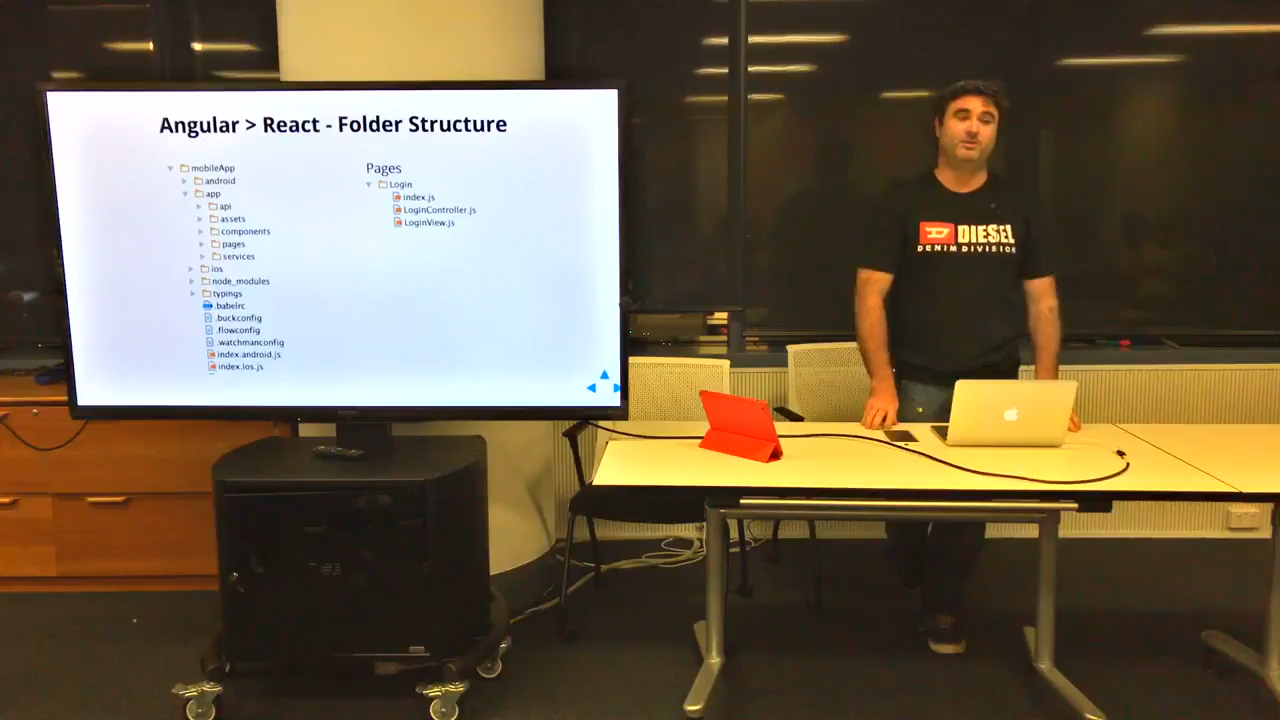 Angular > React - Folder Structure
mobileApp
android
app
api
assets
components
pages
services
ios
node_modules
typings
.babelrc
.buckconfig
.flowconfig
.watchmanconfig
index.android.js
index.ios.js
Pages
Login
index.js
LoginController.js
LoginView.js
DIESEL
DENIM DIVISION